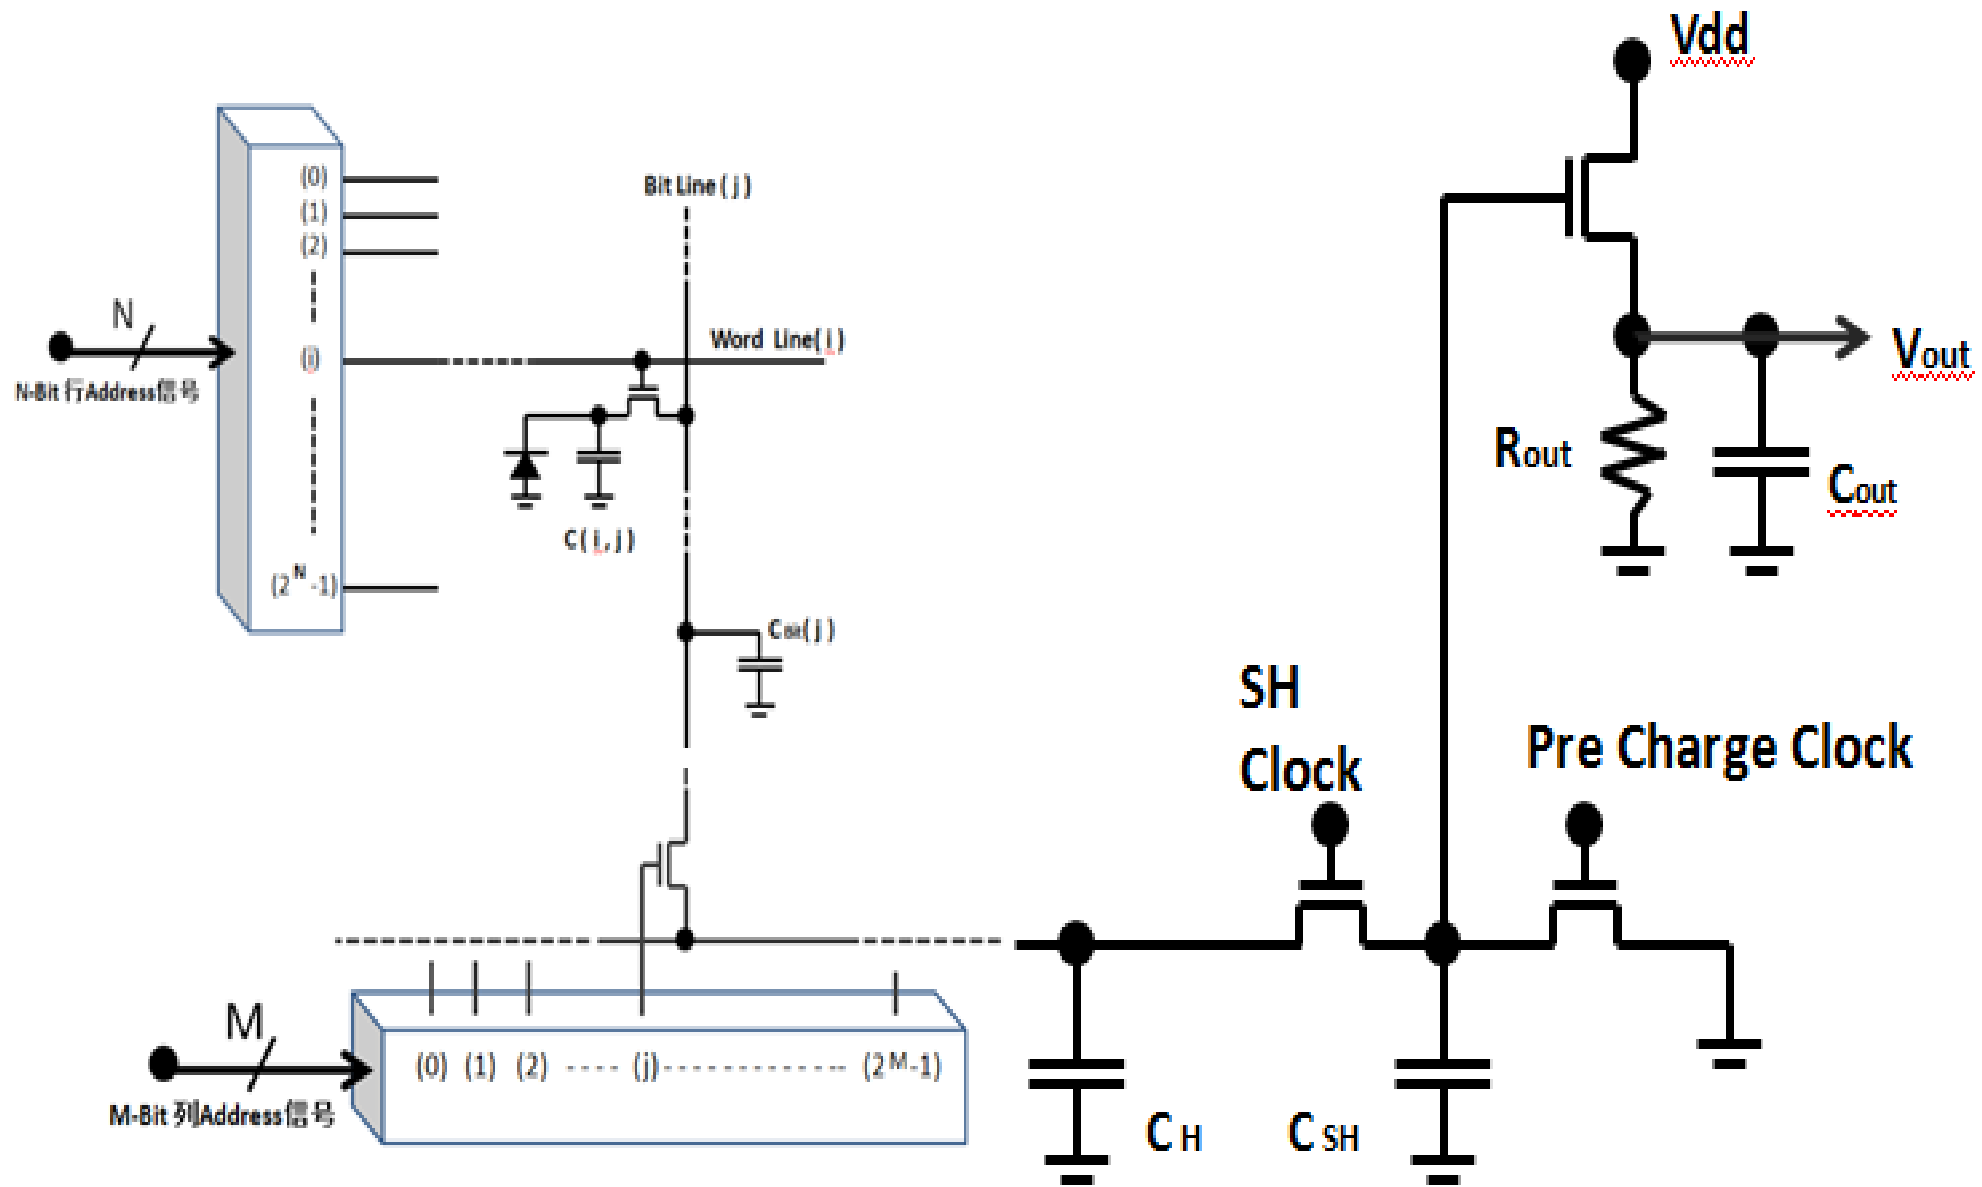 Vdd
(0)
(1)
(2)
Bit Line ( j )
N
Word Line( i )
(i)
N-Bit 行Address信号
Vout
Rout
Cout
C( i , j )
(2N-1)
CBit( j )
SH
Clock
Pre Charge Clock
M
(0) (1) (2) ---- (j)------------- (2M-1)
M-Bit 列Address信号
CH
CSH